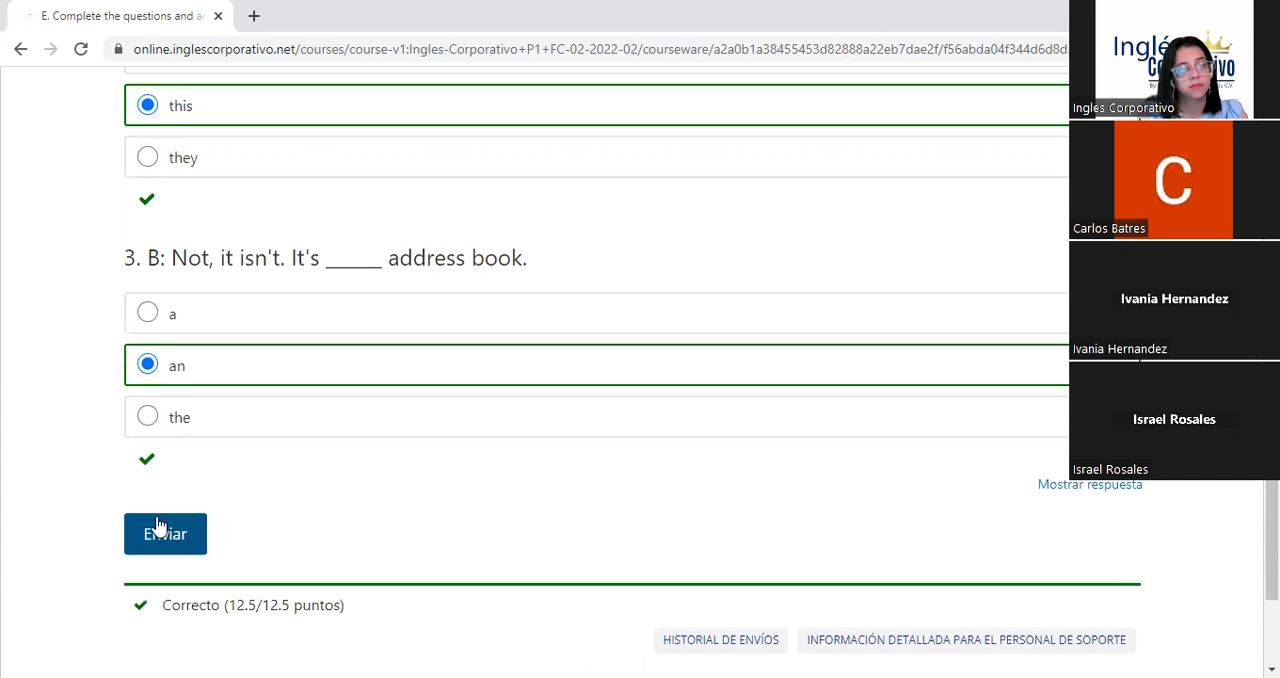 E. Complete the questions and a
online.inglescorporativo.net/courses/course-v1:Ingles-Corporativo+P1+FC-02-2022-02/courseware/a2a0b1a38455453d82888a22eb7dae2f/f56abda04f344d6d8d
this
they
3. B: Not, it isn't. It's ______ address book.
a
an
the
Mostrar respuesta
Enviar
Correcto (12.5/12.5 puntos)
HISTORIAL DE ENVÍOS
INFORMACIÓN DETALLADA PARA EL PERSONAL DE SOPORTE
Ingles Corporativo
C
Carlos Batres
Ivania Hernandez
Ivania Hernandez
Israel Rosales
Israel Rosales